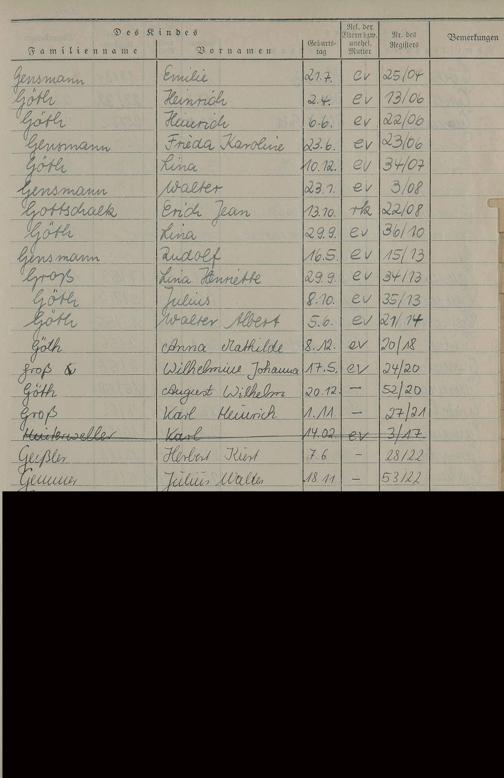 Des Kindes
Familienname Vornamen Geburtstag Rel. der Eltern bzw. unehel. Mutter Nr. des Registers Bemerkungen
Gensmann Emilie 21.7. ev 25/04
Göth Heinrich 2.4. ev 13/06
Göth Heinrich 6.6. ev 22/06
Gensmann Frieda Karoline 23.6. ev 23/06
Göth Lina 10.12. ev 34/07
Gensmann Walter 23.1. ev 3/08
Gottschalk Erich Jean 13.10. rk 22/08
Göth Lina 29.9. ev 36/10
Gensmann Rudolf 16.5. ev 15/13
Groß Lina Henriette 29.9. ev 34/13
Göth Julius 8.10. ev 35/13
Göth Walter Albert 5.6. ev 21/14
Göth Anna Mathilde 8.12. ev 20/18
Groß Wilhelmine Johanna 17.5. ev 24/20
Göth August Wilhelm 20.12. – 52/20
Groß Karl Heinrich 1.11 – 27/21
Karl 14.02 ev 3/17
Geißler Herbert Kurt 7.6 – 28/22
Gemmer Julius Walter 18.11 – 53/22